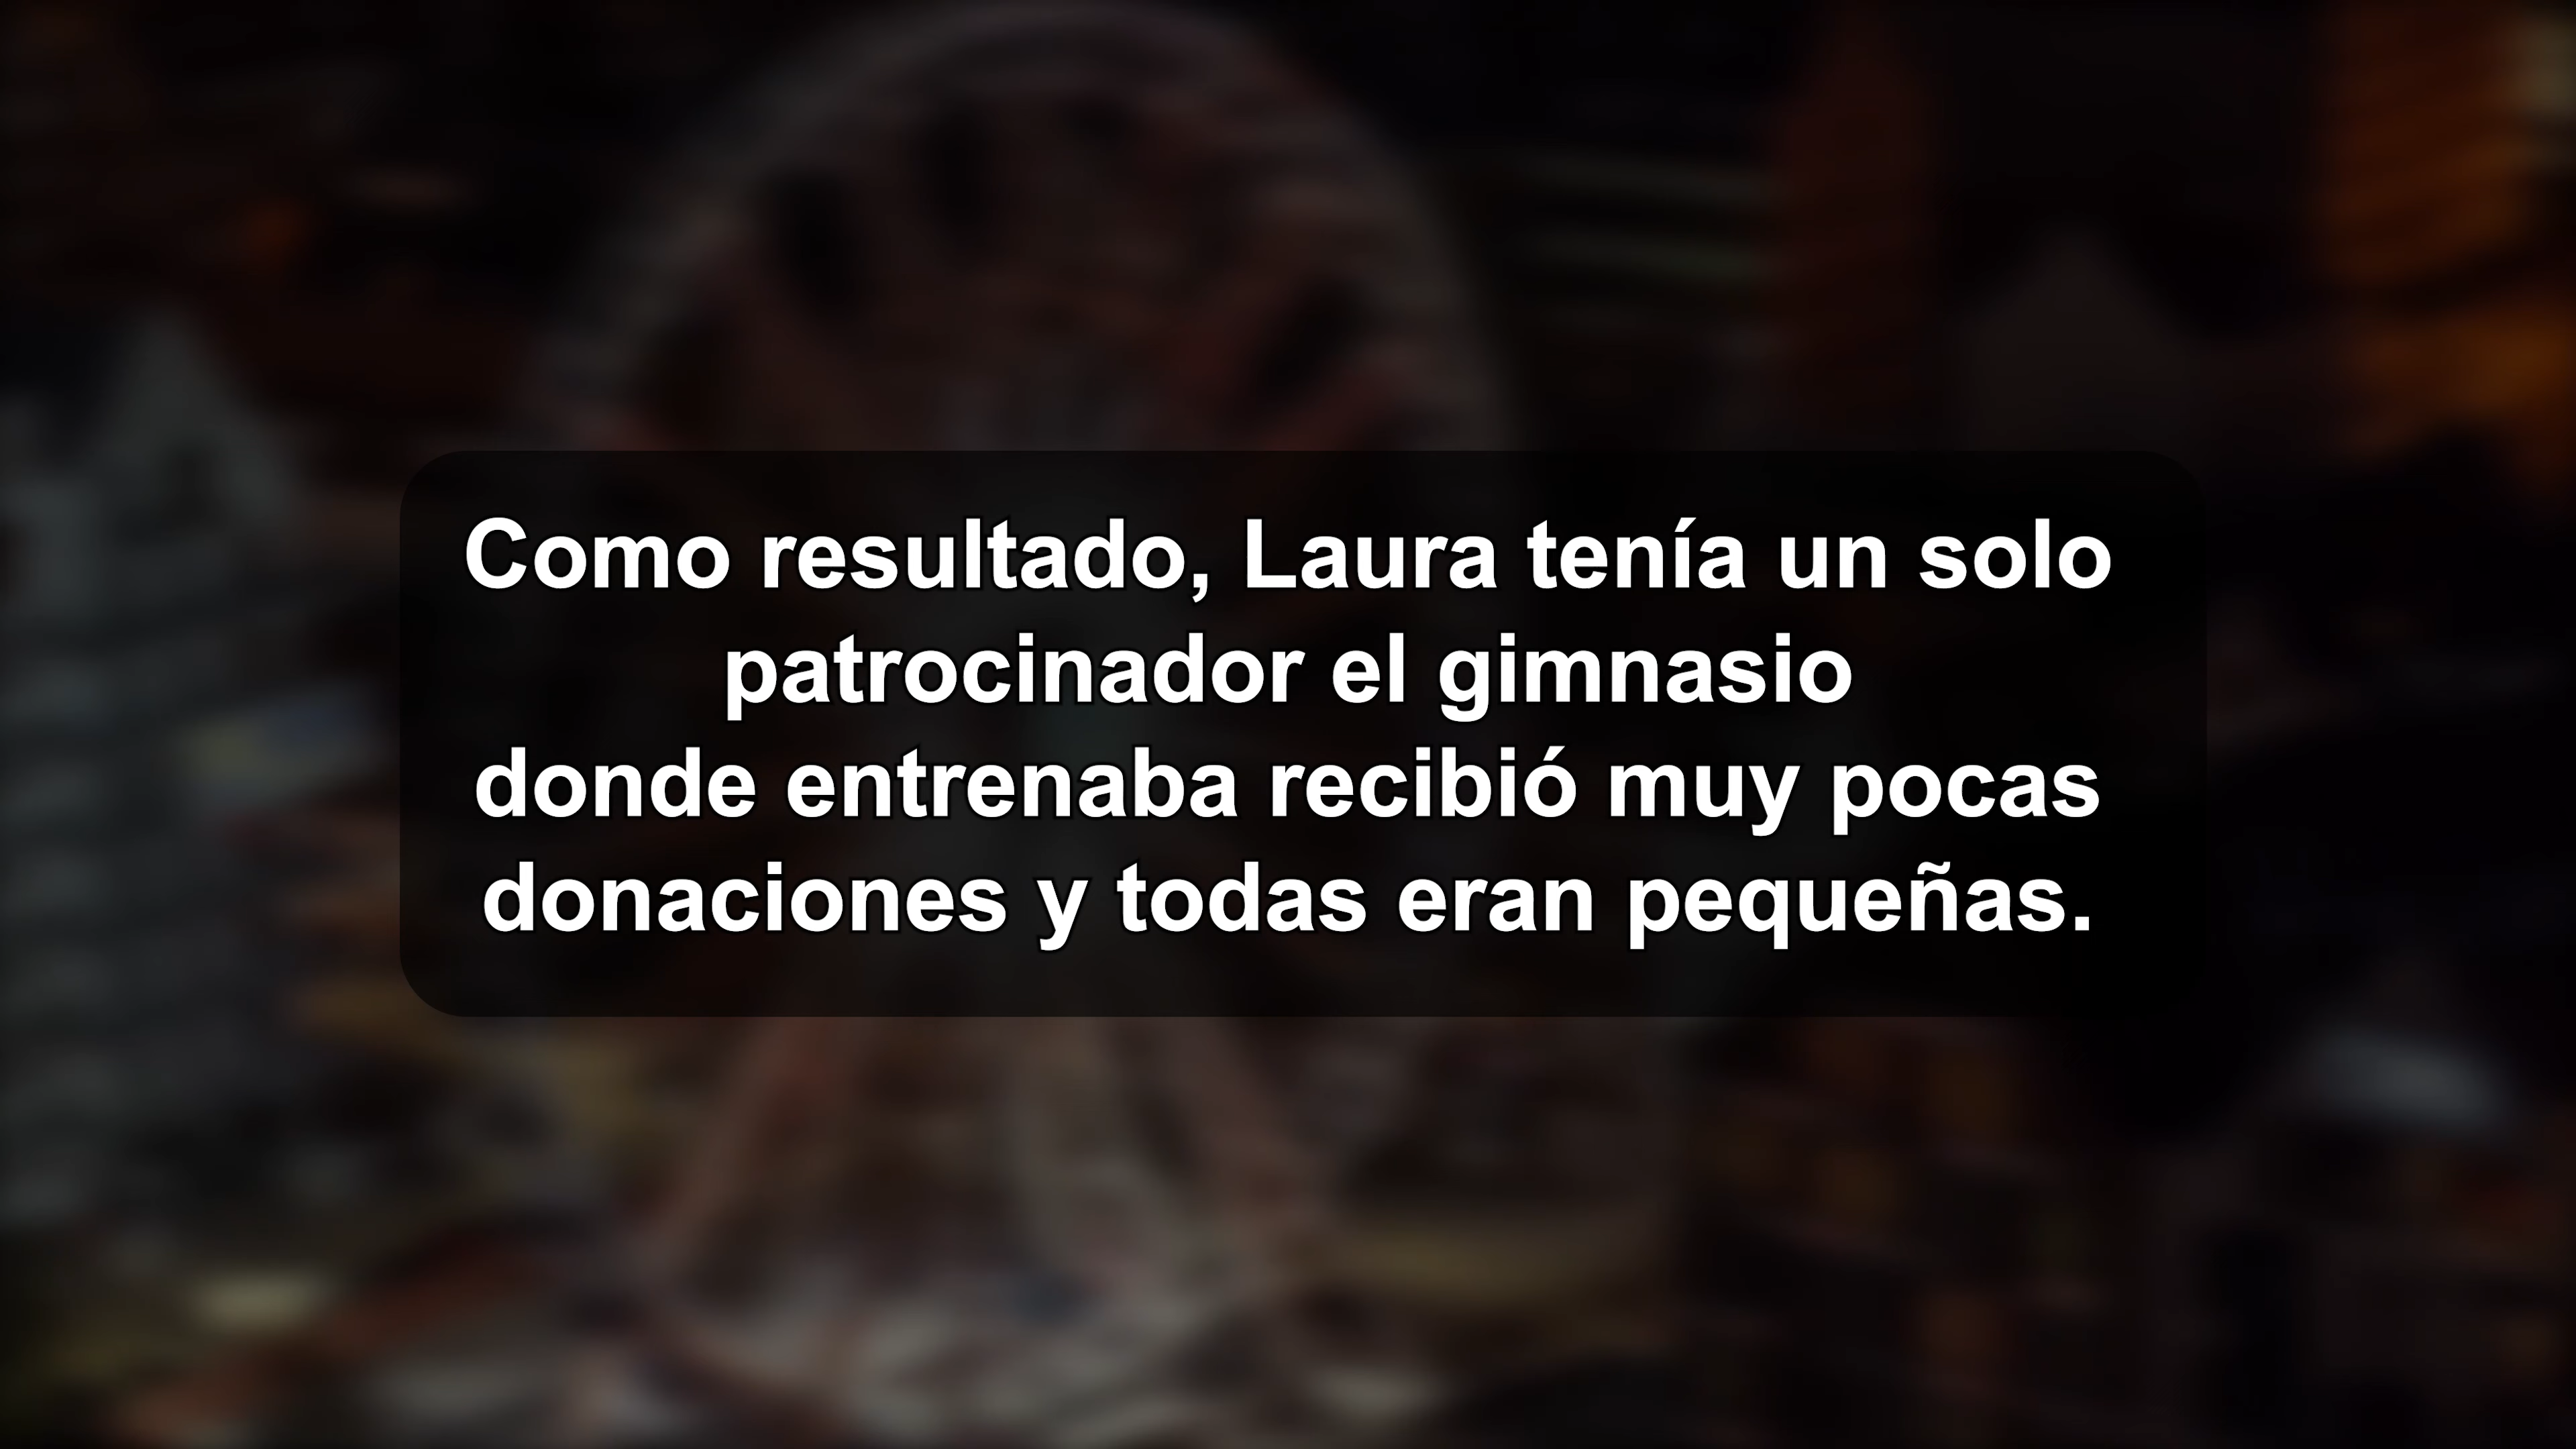 Como resultado, Laura tenía un solo
patrocinador el gimnasio
donde entrenaba recibió muy pocas
donaciones y todas eran pequeñas.